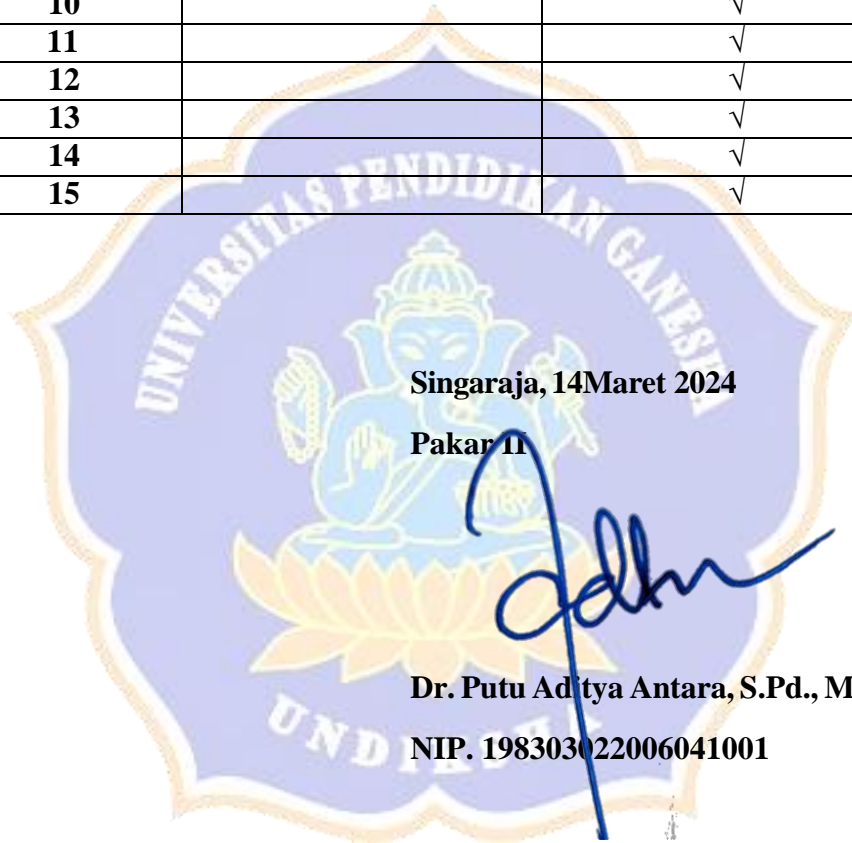 10 √
11 √
12 √
13 √
14 √
15 √
UNIVERSITAS PENDIDIKAN GANESHA
Singaraja, 14Maret 2024
Pakar II
Dr. Putu Aditya Antara, S.Pd., M
NIP. 198303022006041001
UNDIKSHA